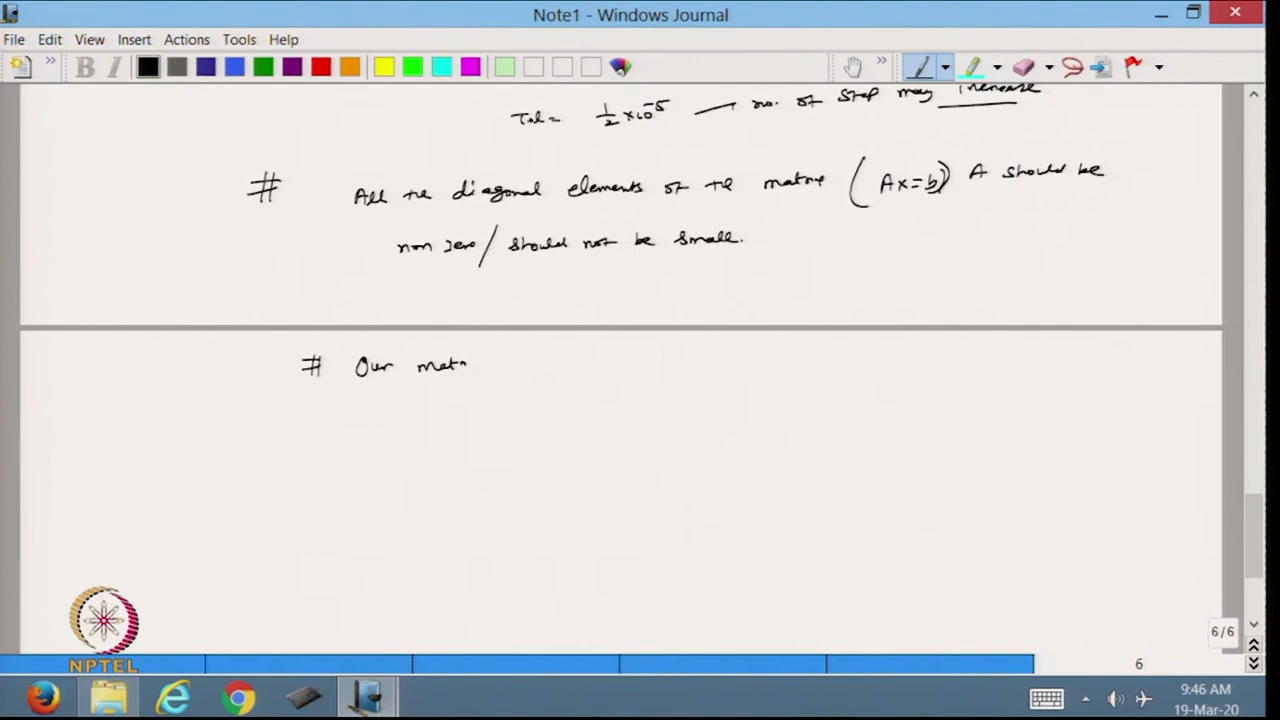 Note1 - Windows Journal
File Edit View Insert Actions Tools Help
B I
Tol = 1/2 × 10^-5 → no. of step may increase
# All the diagonal elements of the matrix (Ax=b) A should be
non zero / should not be small.
# Our mat
6/6
NPTEL
6
9:46 AM
19-Mar-20